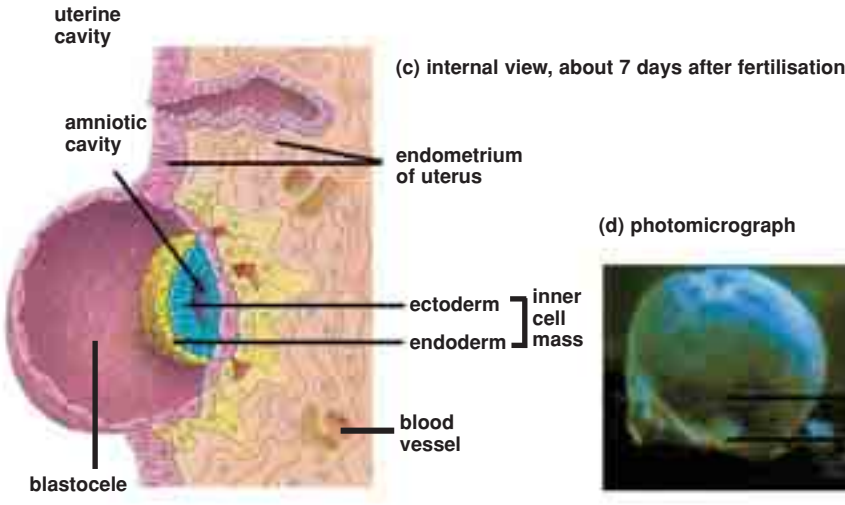 uterine
cavity
(c) internal view, about 7 days after fertilisation
amniotic
cavity
endometrium
of uterus
(d) photomicrograph
ectoderm
inner
cell
mass
endoderm
blood
vessel
blastocele